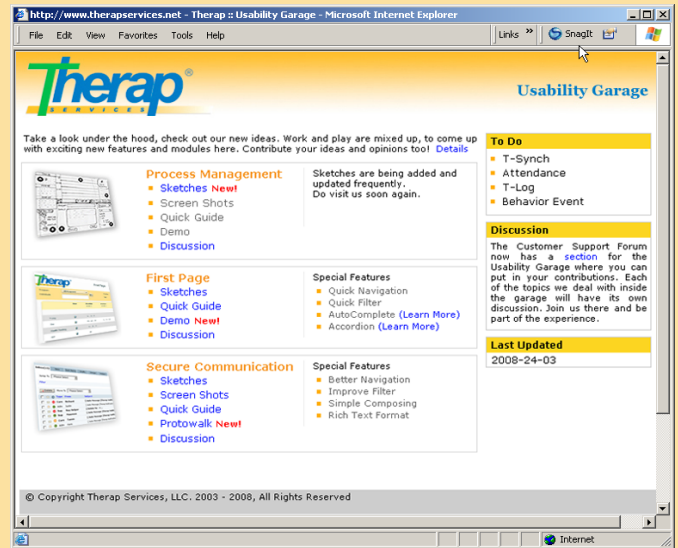 http://www.therapservices.net - Therap :: Usability Garage - Microsoft Internet Explorer
File Edit View Favorites Tools Help
Links » SnagIt
Therap®
SERVICES
Usability Garage
Take a look under the hood, check out our new ideas. Work and play are mixed up, to come up
with exciting new features and modules here. Contribute your ideas and opinions too! Details
Process Management
Sketches New!
Screen Shots
Quick Guide
Demo
Discussion
Sketches are being added and
updated frequently.
Do visit us soon again.
First Page
Sketches
Quick Guide
Demo New!
Discussion
Special Features
Quick Navigation
Quick Filter
AutoComplete (Learn More)
Accordion (Learn More)
Secure Communication
Sketches
Screen Shots
Quick Guide
Protowalk New!
Discussion
Special Features
Better Navigation
Improve Filter
Simple Composing
Rich Text Format
To Do
T-Synch
Attendance
T-Log
Behavior Event
Discussion
The Customer Support Forum
now has a section for the
Usability Garage where you can
put in your contributions. Each
of the topics we deal with inside
the garage will have its own
discussion. Join us there and be
part of the experience.
Last Updated
2008-24-03
© Copyright Therap Services, LLC. 2003 - 2008, All Rights Reserved
Internet